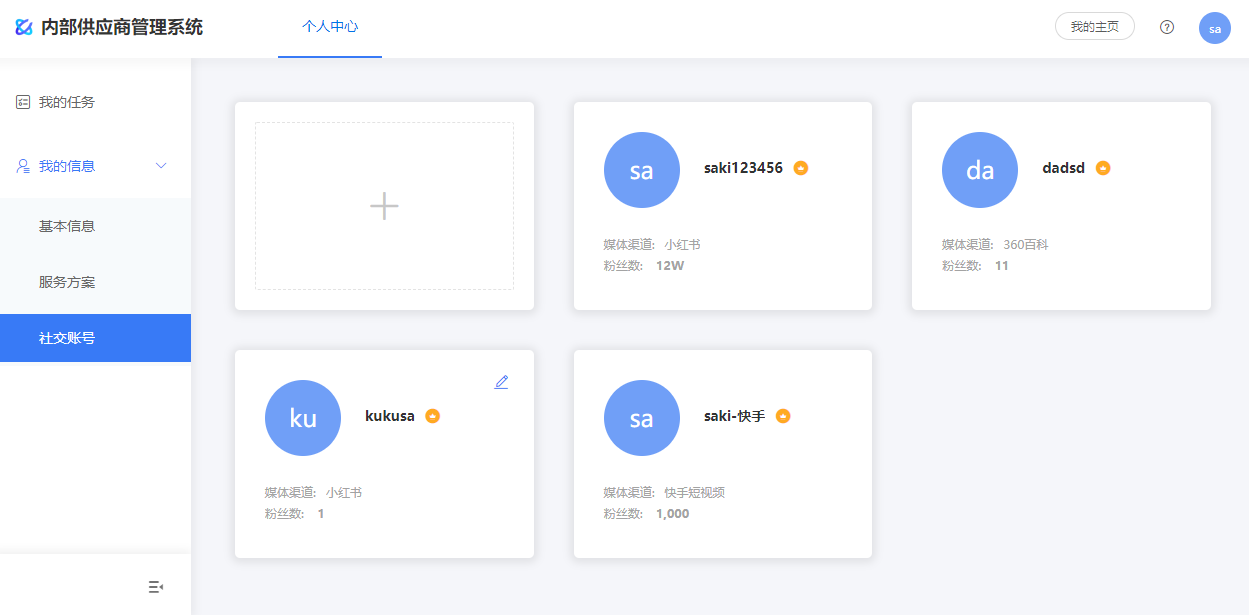 内部供应商管理系统
个人中心
我的主页
?
sa
我的任务
我的信息
基本信息
服务方案
社交账号
sa
saki123456
媒体渠道: 小红书
粉丝数: 12W
da
dadsd
媒体渠道: 360百科
粉丝数: 11
ku
kukusa
媒体渠道: 小红书
粉丝数: 1
sa
saki-快手
媒体渠道: 快手短视频
粉丝数: 1,000